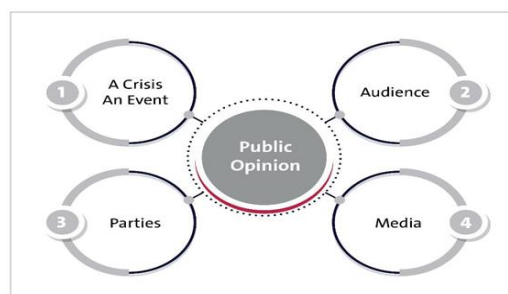 1
A Crisis
An Event
Audience
2
Public
Opinion
3
Parties
Media
4